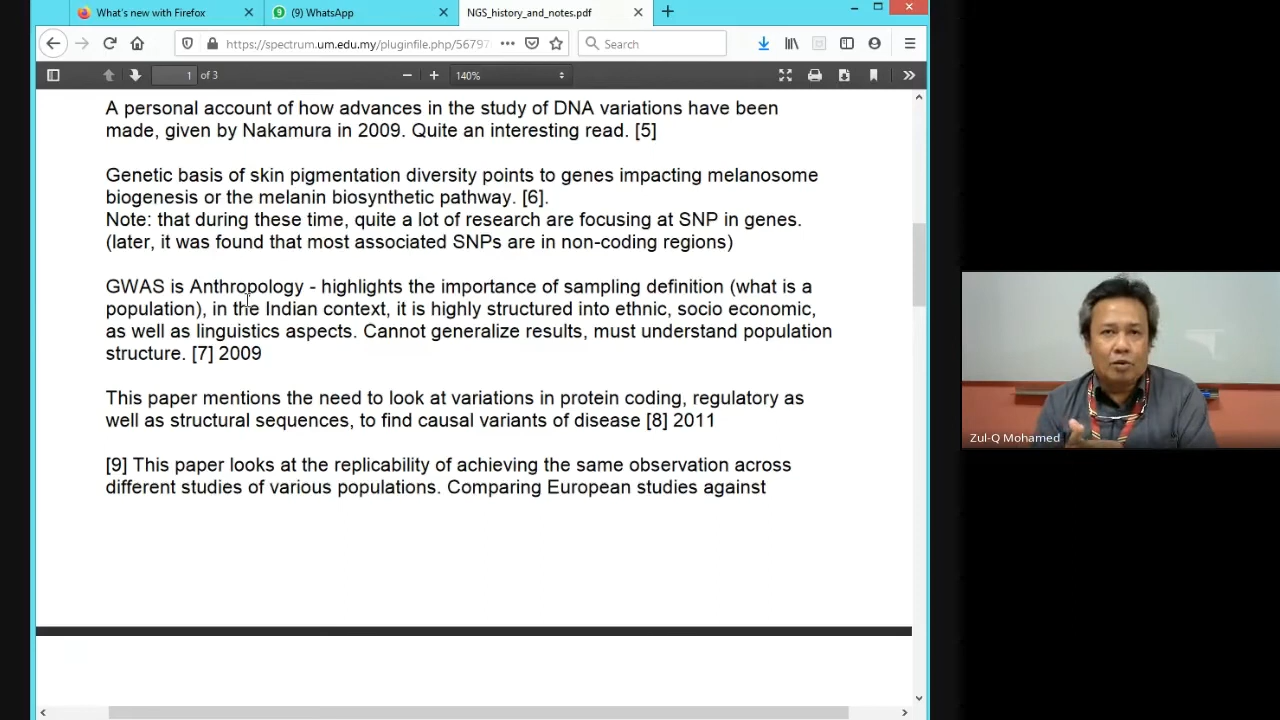 What's new with Firefox
(9) WhatsApp
NGS_history_and_notes.pdf
https://spectrum.um.edu.my/pluginfile.php/56797
Search
1 of 3
140%
A personal account of how advances in the study of DNA variations have been
made, given by Nakamura in 2009. Quite an interesting read. [5]
Genetic basis of skin pigmentation diversity points to genes impacting melanosome
biogenesis or the melanin biosynthetic pathway. [6].
Note: that during these time, quite a lot of research are focusing at SNP in genes.
(later, it was found that most associated SNPs are in non-coding regions)
GWAS is Anthropology - highlights the importance of sampling definition (what is a
population), in the Indian context, it is highly structured into ethnic, socio economic,
as well as linguistics aspects. Cannot generalize results, must understand population
structure. [7] 2009
This paper mentions the need to look at variations in protein coding, regulatory as
well as structural sequences, to find causal variants of disease [8] 2011
[9] This paper looks at the replicability of achieving the same observation across
different studies of various populations. Comparing European studies against
Zul-Q Mohamed